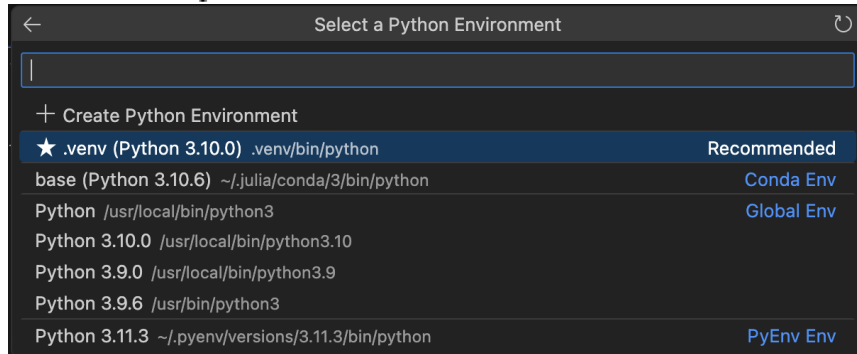 Select a Python Environment
Create Python Environment
★ .venv (Python 3.10.0) .venv/bin/python Recommended
base (Python 3.10.6) ~/.julia/conda/3/bin/python Conda Env
Python /usr/local/bin/python3 Global Env
Python 3.10.0 /usr/local/bin/python3.10
Python 3.9.0 /usr/local/bin/python3.9
Python 3.9.6 /usr/bin/python3
Python 3.11.3 ~/.pyenv/versions/3.11.3/bin/python PyEnv Env